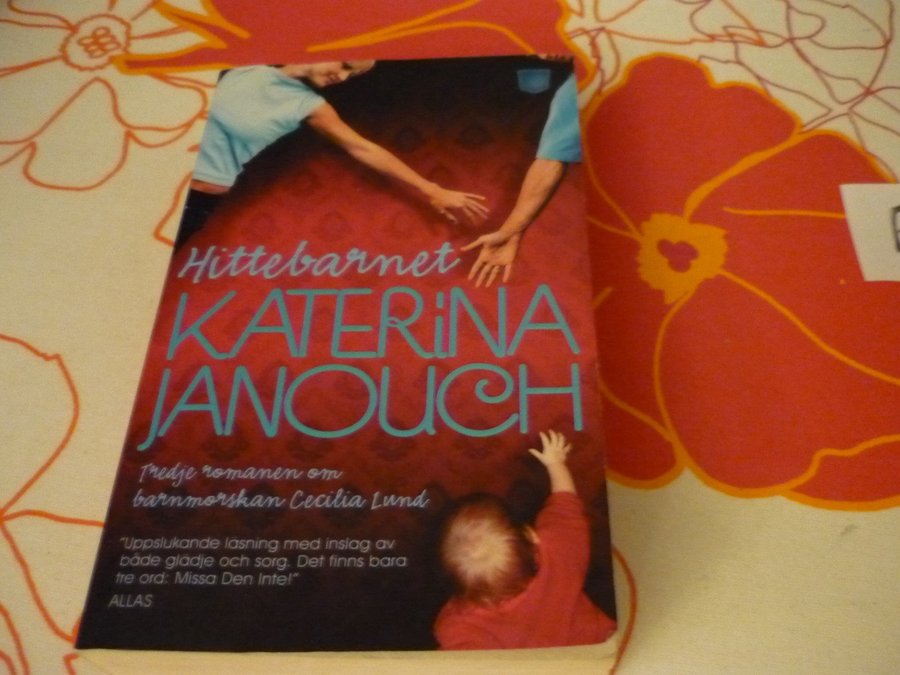 Hittebarnet
KATERiNA
JANOUCH
Tredje romanen om
barnmorskan Cecilia Lund
"Uppslukande läsning med inslag av
både glädje och sorg. Det finns bara
tre ord: Missa Den Inte!"
ALLAS